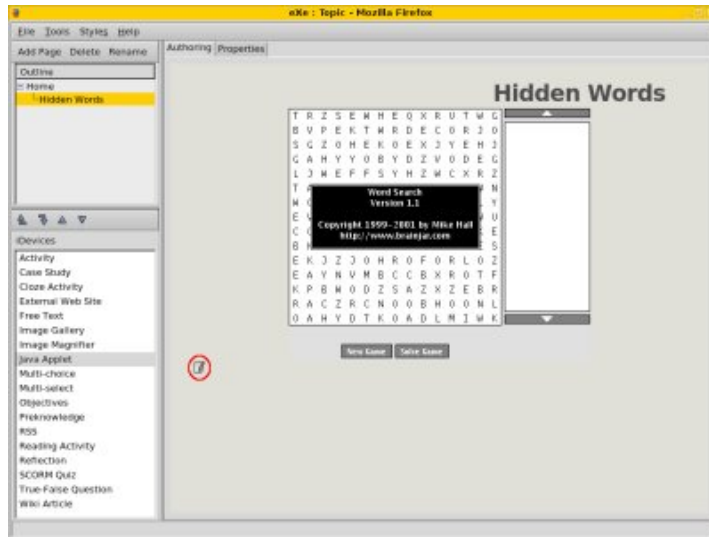 eXe : Topic - Mozilla Firefox
File Tools Styles Help
Add Page Delete Rename
Authoring Properties
Outline
Home
Hidden Words
Hidden Words
T R Z S E W H E Q X R U T W G
B V P E K T W R D E C O R J O
S G Z O H E K O E X J Y E H J
G A H Y Y O B Y D Z V O D E G
L J W E F F S Y H Z W C X R Z
Word Search
Version 1.1
Copyright 1999-2001 by Mike Hall
http://www.brainjar.com
E K J Z J O H R O F O R L O Z
E A Y N V M B C C B X R O T F
K P B W O D Z S A Z X Z E B R
R A C Z R C N O O B H O O N L
O A H Y D T K O A D L M I W K
New Game Solve Game
iDevices
Activity
Case Study
Cloze Activity
External Web Site
Free Text
Image Gallery
Image Magnifier
Java Applet
Multi-choice
Multi-select
Objectives
Preknowledge
RSS
Reading Activity
Reflection
SCORM Quiz
True-False Question
Wiki Article